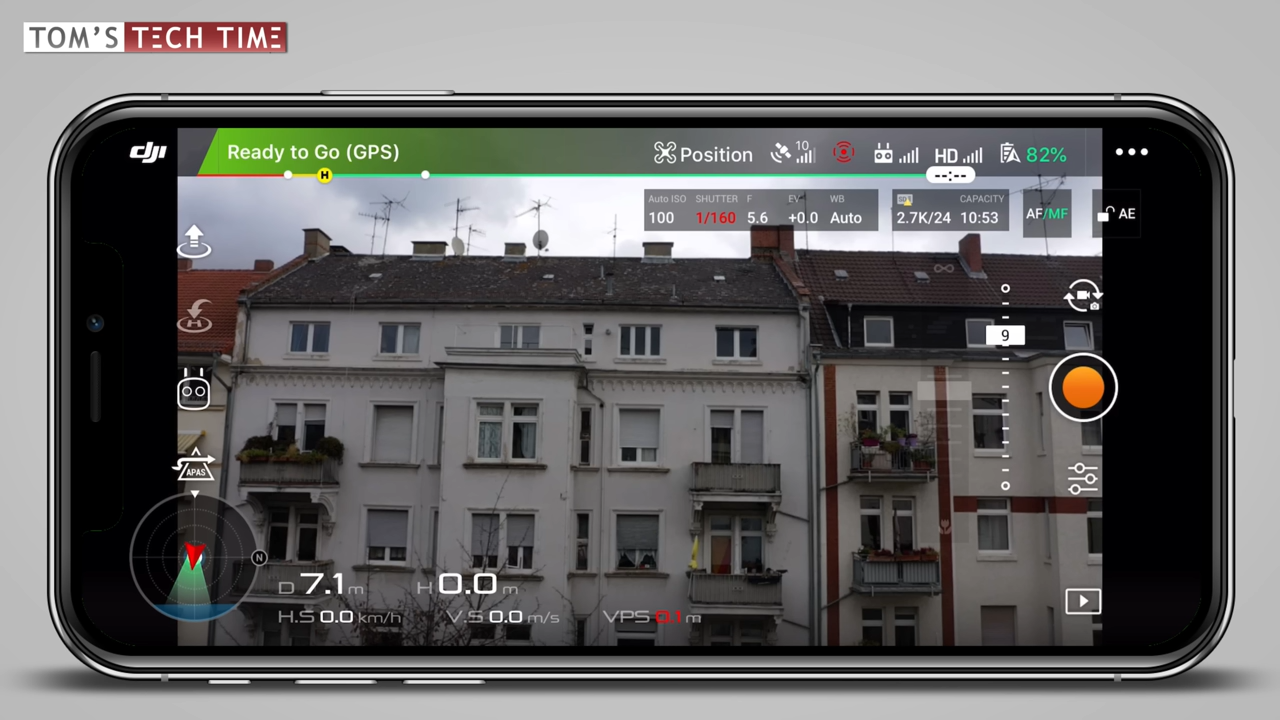 TOM'S TECH TIME
dji
Ready to Go (GPS)
Position
10
HD
82%
H
--:--
Auto ISO SHUTTER F EV WB
100 1/160 5.6 +0.0 Auto
CAPACITY
2.7K/24 10:53
AF/MF
AE
H
9
APAS
N
D 7.1 m H 0.0 m
H.S 0.0 km/h V.S 0.0 m/s VPS 0.1 m